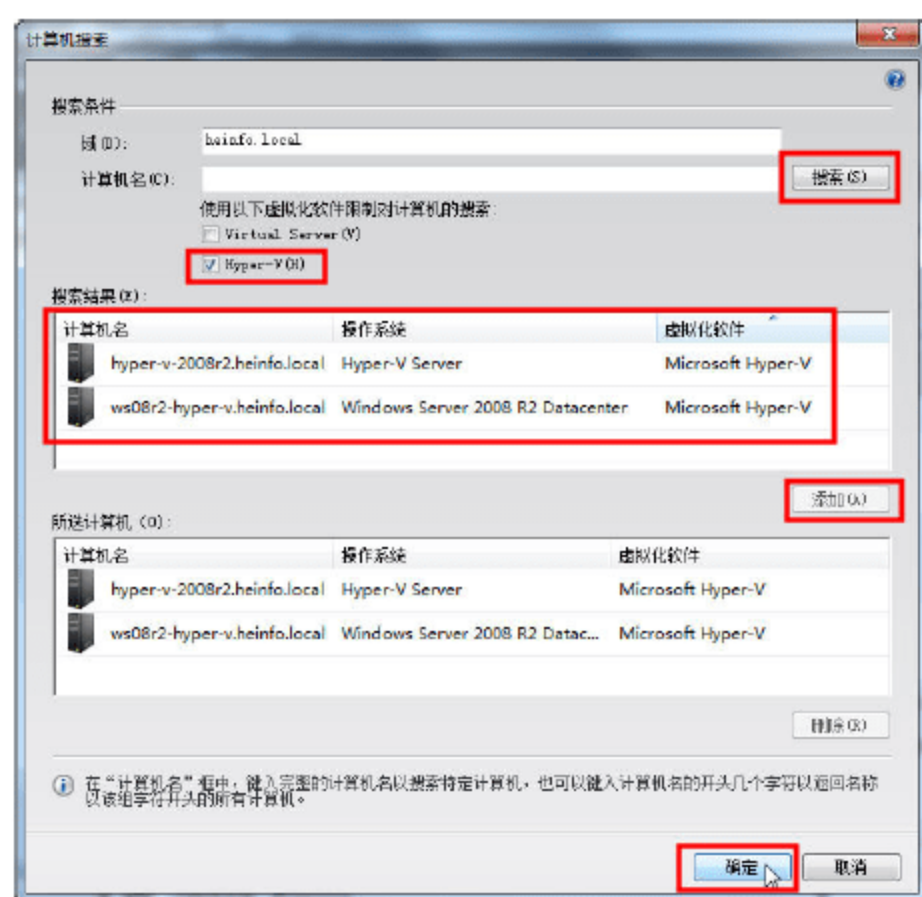 计算机搜索
搜索条件
域(D):
heinfo.local
计算机名(C):
搜索(S)
使用以下虚拟化软件限制对计算机的搜索:
Virtual Server(V)
Hyper-V(H)
搜索结果(E):
计算机名 操作系统 虚拟化软件
hyper-v-2008r2.heinfo.local Hyper-V Server Microsoft Hyper-V
ws08r2-hyper-v.heinfo.local Windows Server 2008 R2 Datacenter Microsoft Hyper-V
添加(A)
所选计算机 (O):
计算机名 操作系统 虚拟化软件
hyper-v-2008r2.heinfo.local Hyper-V Server Microsoft Hyper-V
ws08r2-hyper-v.heinfo.local Windows Server 2008 R2 Datac... Microsoft Hyper-V
删除(R)
在“计算机名”框中，键入完整的计算机名以搜索特定计算机，也可以键入计算机名的开头几个字符以返回名称
以该组字符开头的所有计算机。
确定
取消